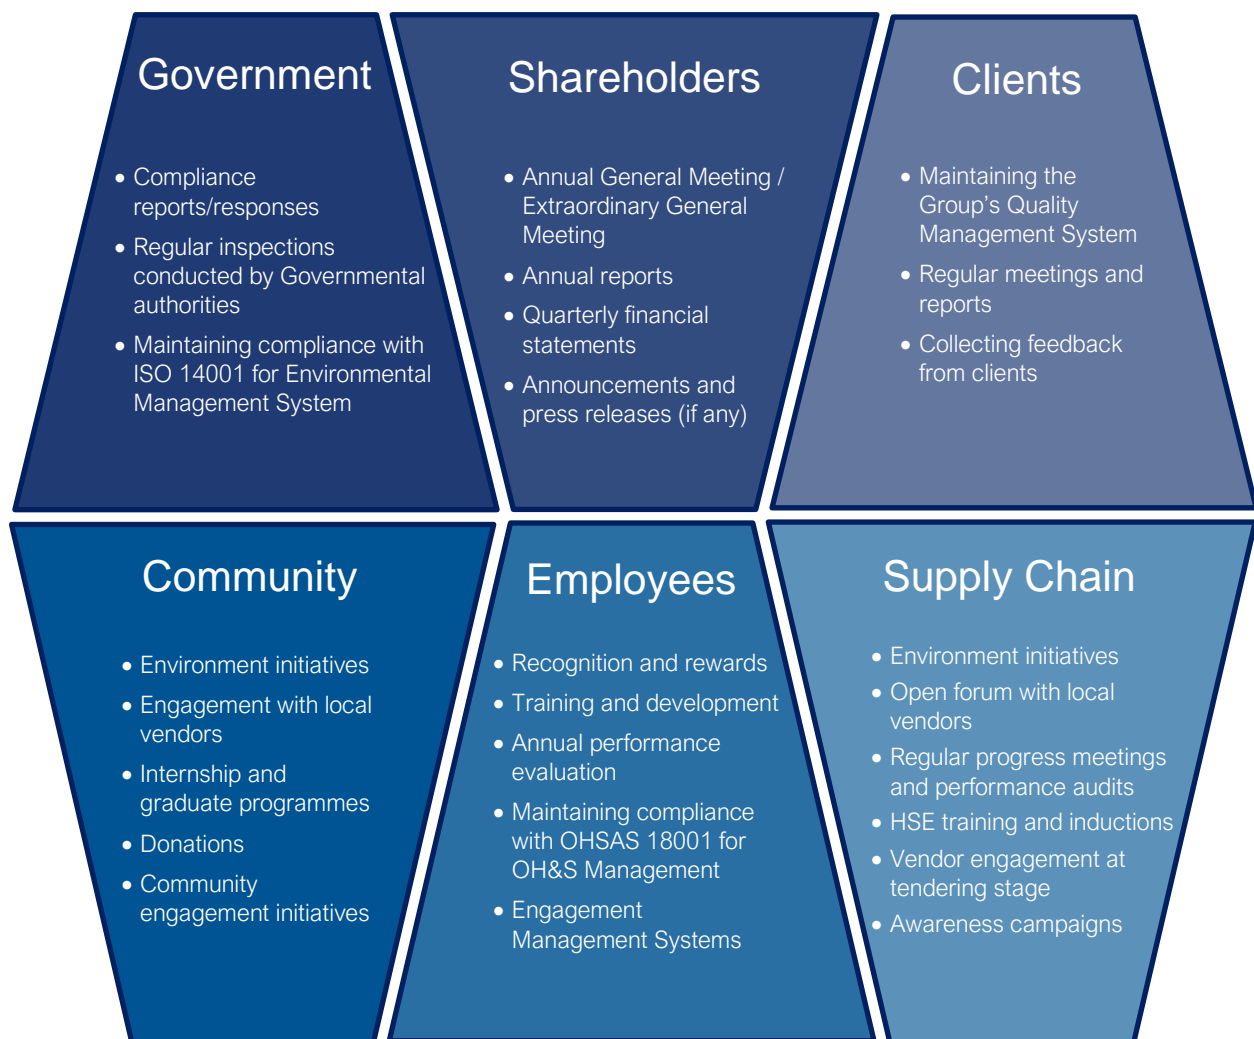 Government
• Compliance
reports/responses
• Regular inspections
conducted by Governmental
authorities
• Maintaining compliance with
ISO 14001 for Environmental
Management System
Shareholders
• Annual General Meeting /
Extraordinary General
Meeting
• Annual reports
• Quarterly financial
statements
• Announcements and
press releases (if any)
Clients
• Maintaining the
Group's Quality
Management System
• Regular meetings and
reports
• Collecting feedback
from clients
Community
• Environment initiatives
• Engagement with local
vendors
• Internship and
graduate programmes
• Donations
• Community
engagement initiatives
Employees
• Recognition and rewards
• Training and development
• Annual performance
evaluation
• Maintaining compliance
with OHSAS 18001 for
OH&S Management
• Engagement
Management Systems
Supply Chain
• Environment initiatives
• Open forum with local
vendors
• Regular progress meetings
and performance audits
• HSE training and inductions
• Vendor engagement at
tendering stage
• Awareness campaigns